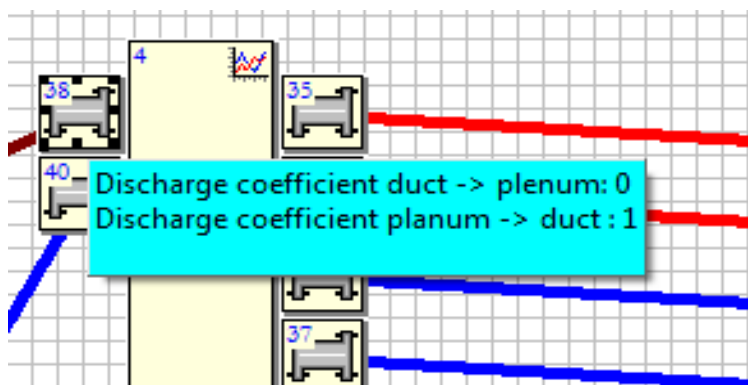 4
38
35
40
Discharge coefficient duct -> plenum: 0
Discharge coefficient planum -> duct : 1
37